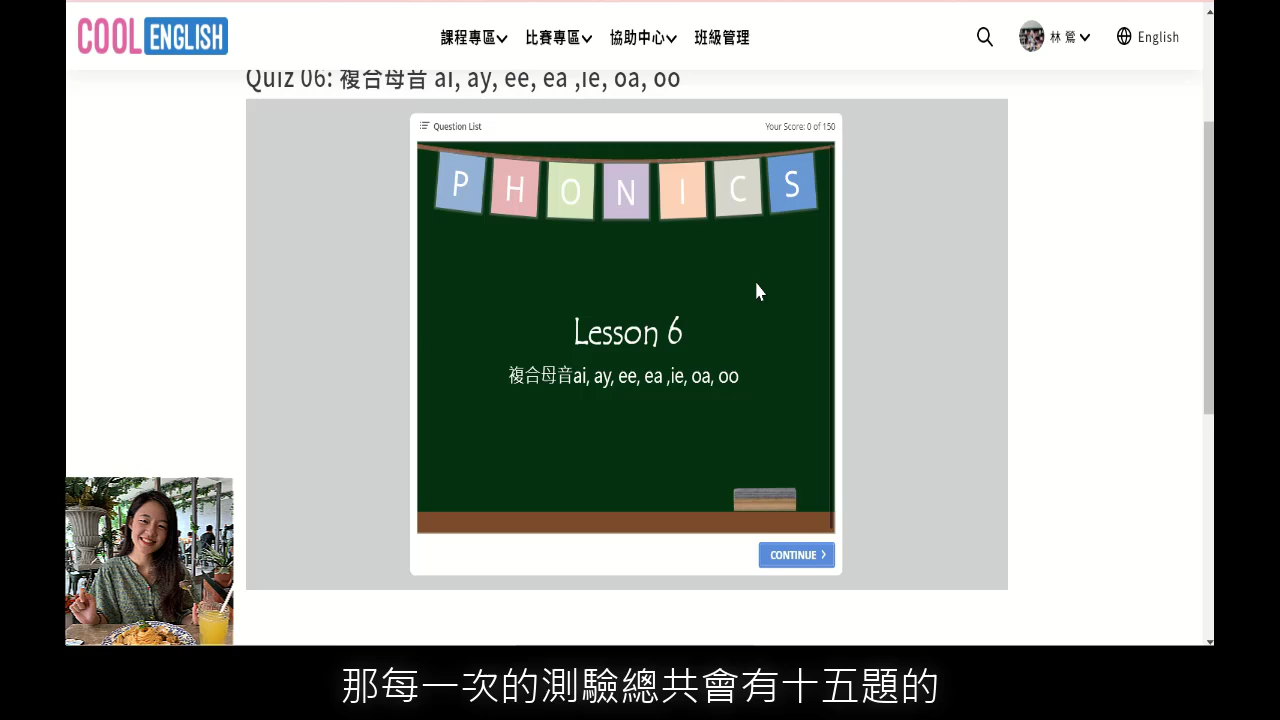 COOL ENGLISH
課程專區 比賽專區 協助中心 班級管理
林 鶯
English
Quiz 06: 複合母音 ai, ay, ee, ea ,ie, oa, oo
Question List
Your Score: 0 of 150
PHONICS
Lesson 6
複合母音ai, ay, ee, ea ,ie, oa, oo
CONTINUE
那每一次的測驗總共會有十五題的